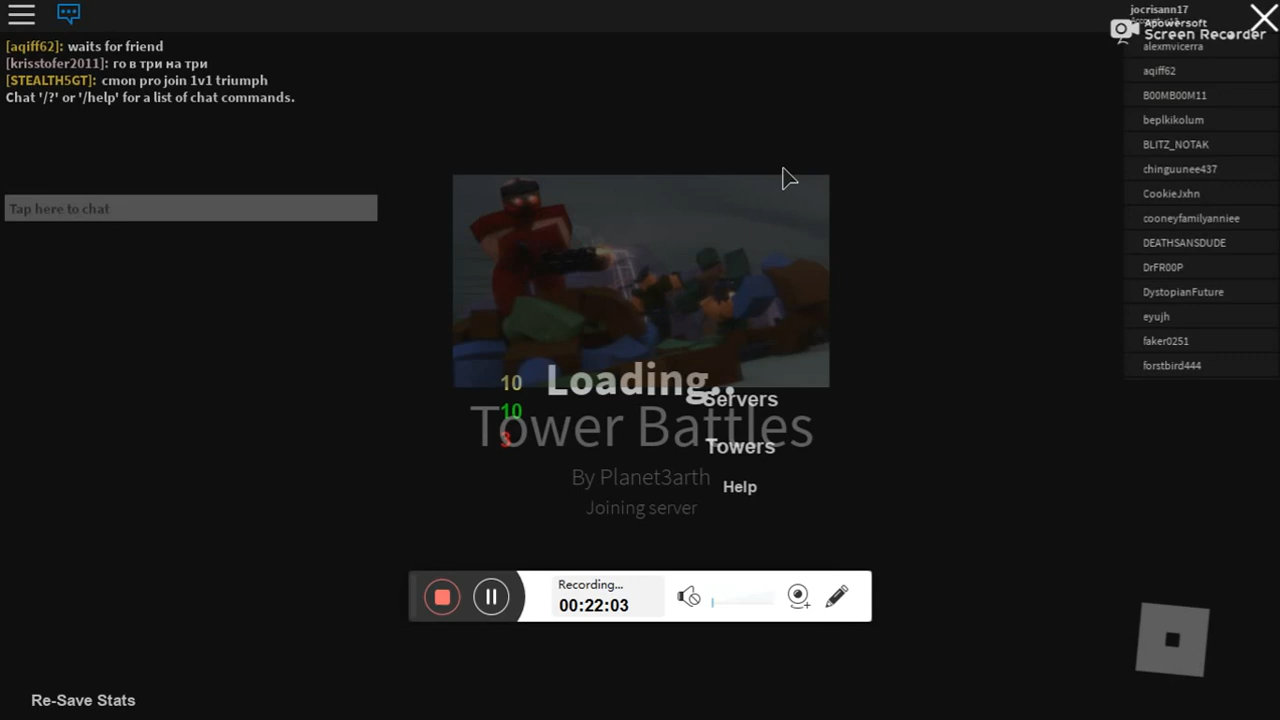 [aqiff62]: waits for friend
[krisstofer2011]: го в три на три
[STEALTH5GT]: cmon pro join 1v1 triumph
Chat '/?' or '/help' for a list of chat commands.
Tap here to chat
jocrisann17
Apowersoft
Screen Recorder
alexmvicerra
aqiff62
B00MB00M11
beplkikolum
BLITZ_NOTAK
chinguunee437
CookieJxhn
cooneyfamilyanniee
DEATHSANSDUDE
DrFR00P
DystopianFuture
eyujh
faker0251
forstbird444
10
Loading..
Servers
10
Tower Battles
3
Towers
By Planet3arth
Help
Joining server
Recording...
00:22:03
Re-Save Stats